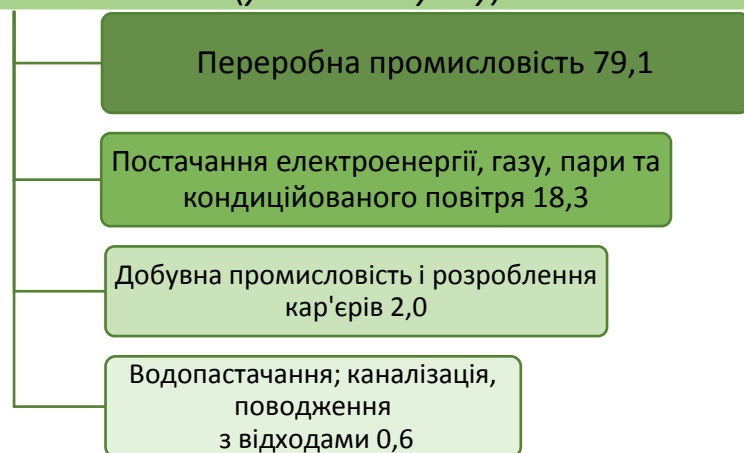 Переробна промисловість 79,1
Постачання електроенергії, газу, пари та
кондиційованого повітря 18,3
Добувна промисловість і розроблення
кар'єрів 2,0
Водопастачання; каналізація,
поводження
з відходами 0,6